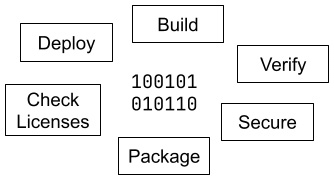 Build
Deploy
Verify
100101
010110
Check
Licenses
Secure
Package